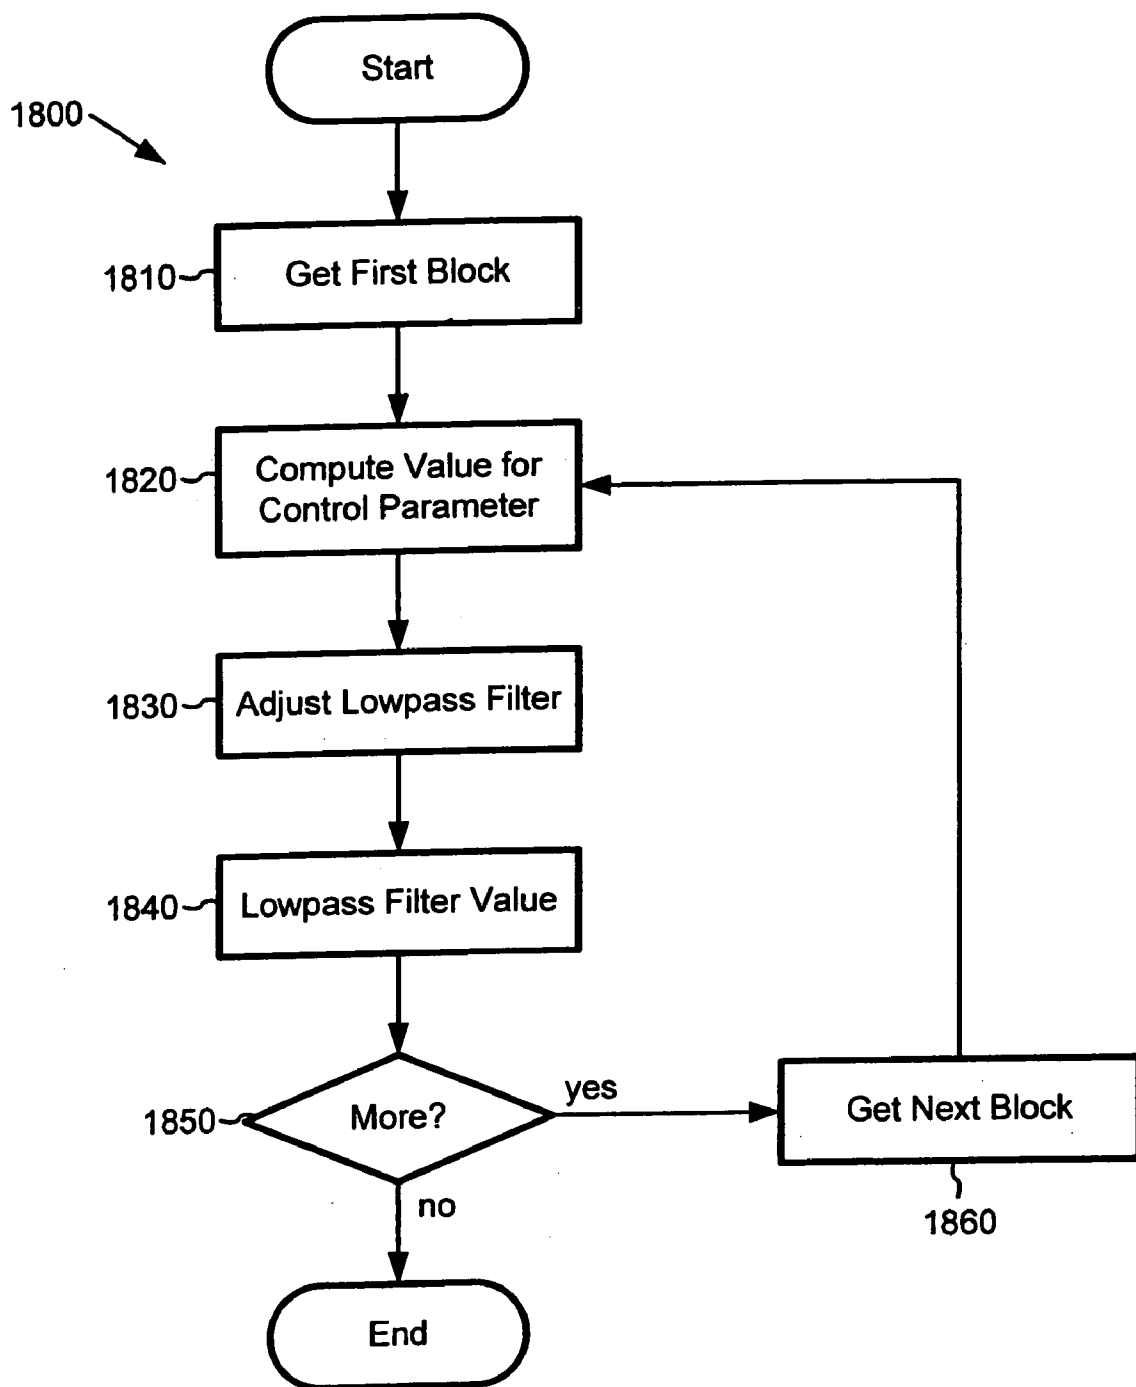 Start
1800
1810
Get First Block
1820
Compute Value for
Control Parameter
1830
Adjust Lowpass Filter
1840
Lowpass Filter Value
1850
More?
yes
Get Next Block
1860
no
End